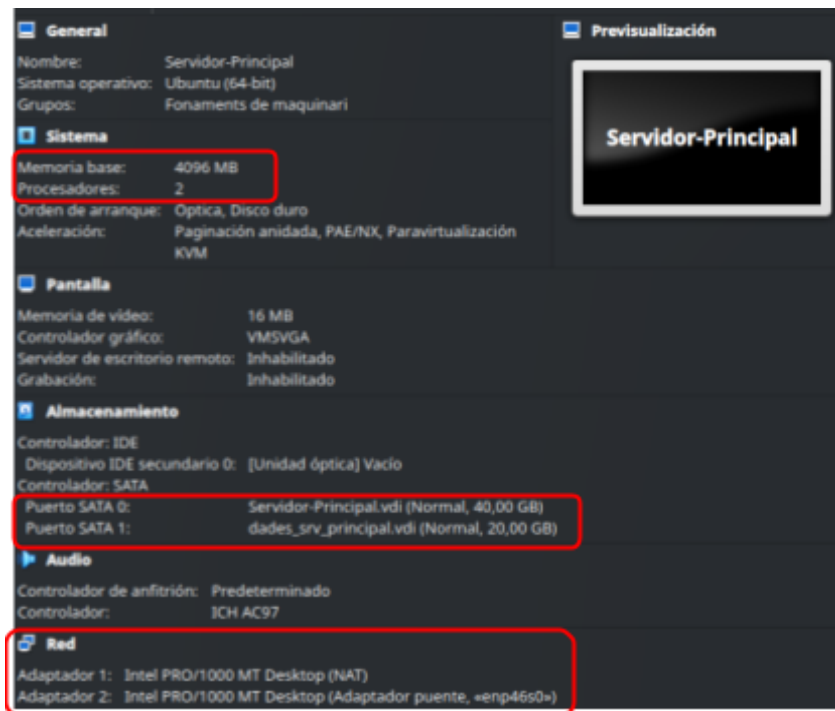 General
Nombre: Servidor-Principal
Sistema operativo: Ubuntu (64-bit)
Grupos: Fonaments de maquinari
Previsualización
Servidor-Principal
Sistema
Memoria base: 4096 MB
Procesadores: 2
Orden de arranque: Óptica, Disco duro
Aceleración: Paginación anidada, PAE/NX, Paravirtualización
KVM
Pantalla
Memoria de vídeo: 16 MB
Controlador gráfico: VMSVGA
Servidor de escritorio remoto: Inhabilitado
Grabación: Inhabilitado
Almacenamiento
Controlador: IDE
Dispositivo IDE secundario 0: [Unidad óptica] Vacío
Controlador: SATA
Puerto SATA 0: Servidor-Principal.vdi (Normal, 40,00 GB)
Puerto SATA 1: dades_srv_principal.vdi (Normal, 20,00 GB)
Audio
Controlador de anfitrión: Predeterminado
Controlador: ICH AC97
Red
Adaptador 1: Intel PRO/1000 MT Desktop (NAT)
Adaptador 2: Intel PRO/1000 MT Desktop (Adaptador puente, «enp46s0»)